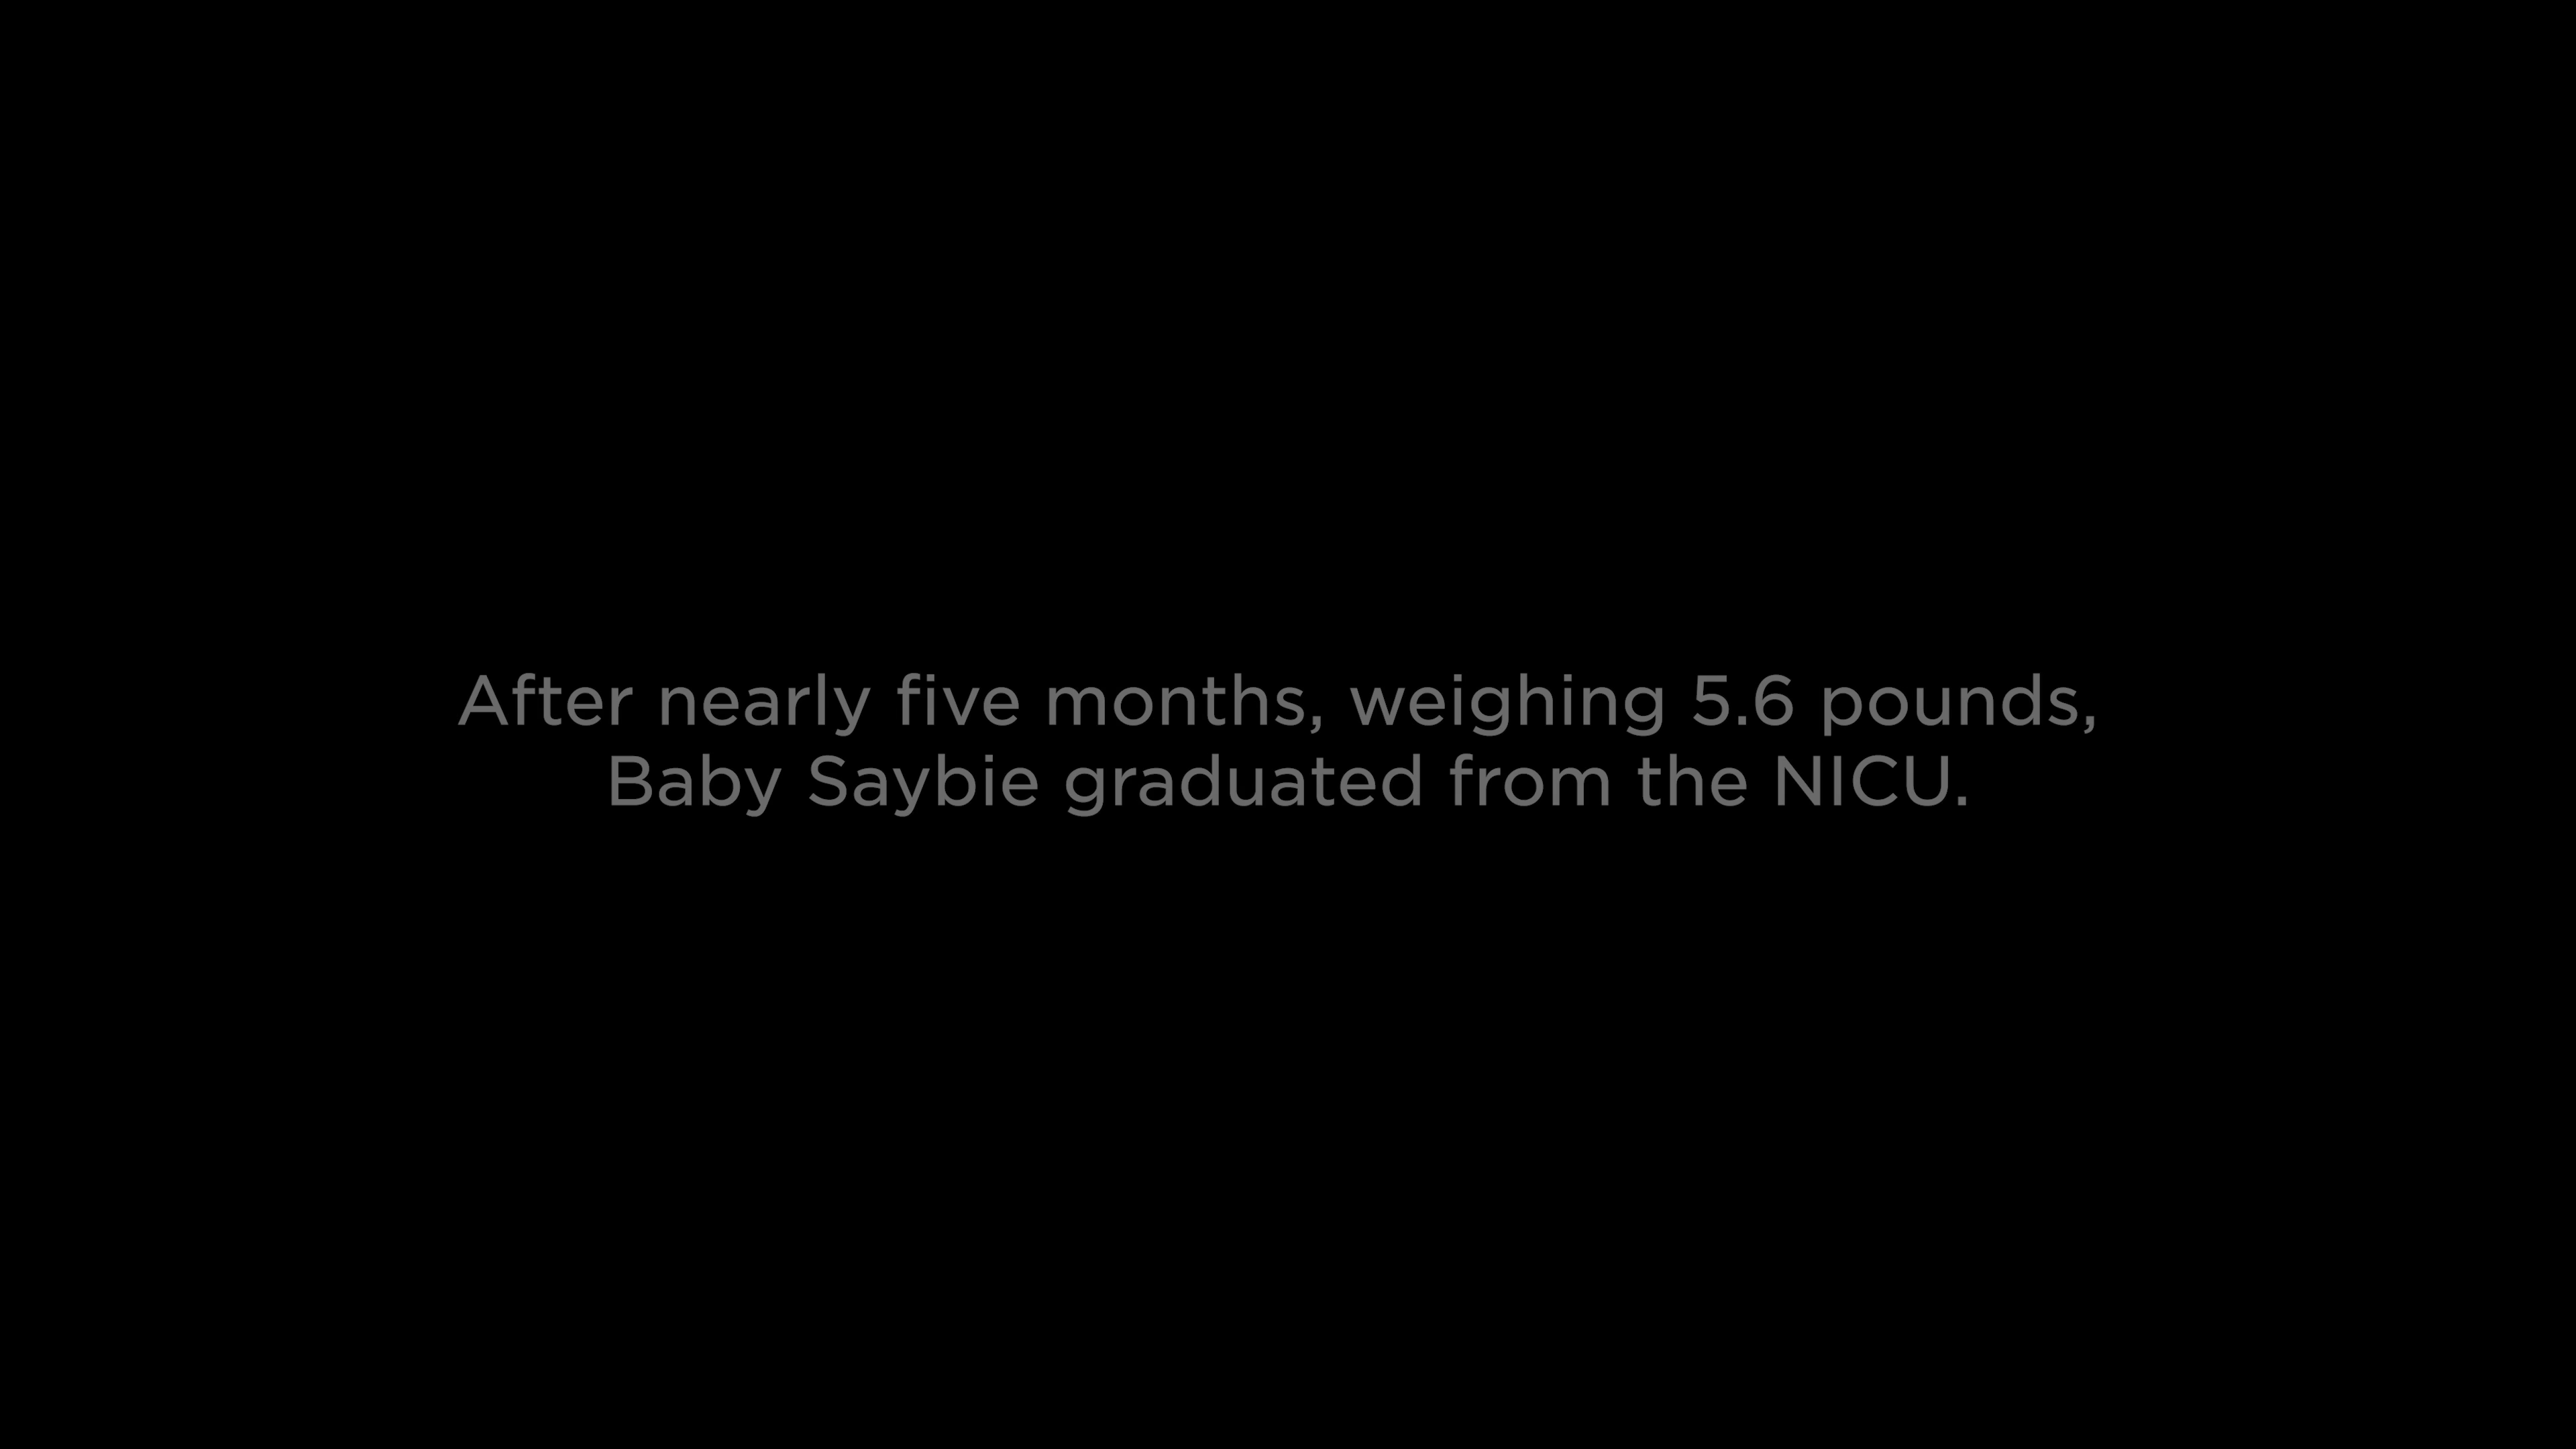 After nearly five months, weighing 5.6 pounds,
Baby Saybie graduated from the NICU.